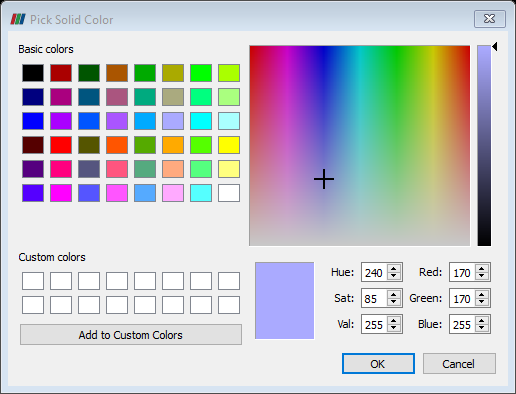 Pick Solid Color
Basic colors
Custom colors
Add to Custom Colors
Hue: 240 Red: 170
Sat: 85 Green: 170
Val: 255 Blue: 255
OK Cancel